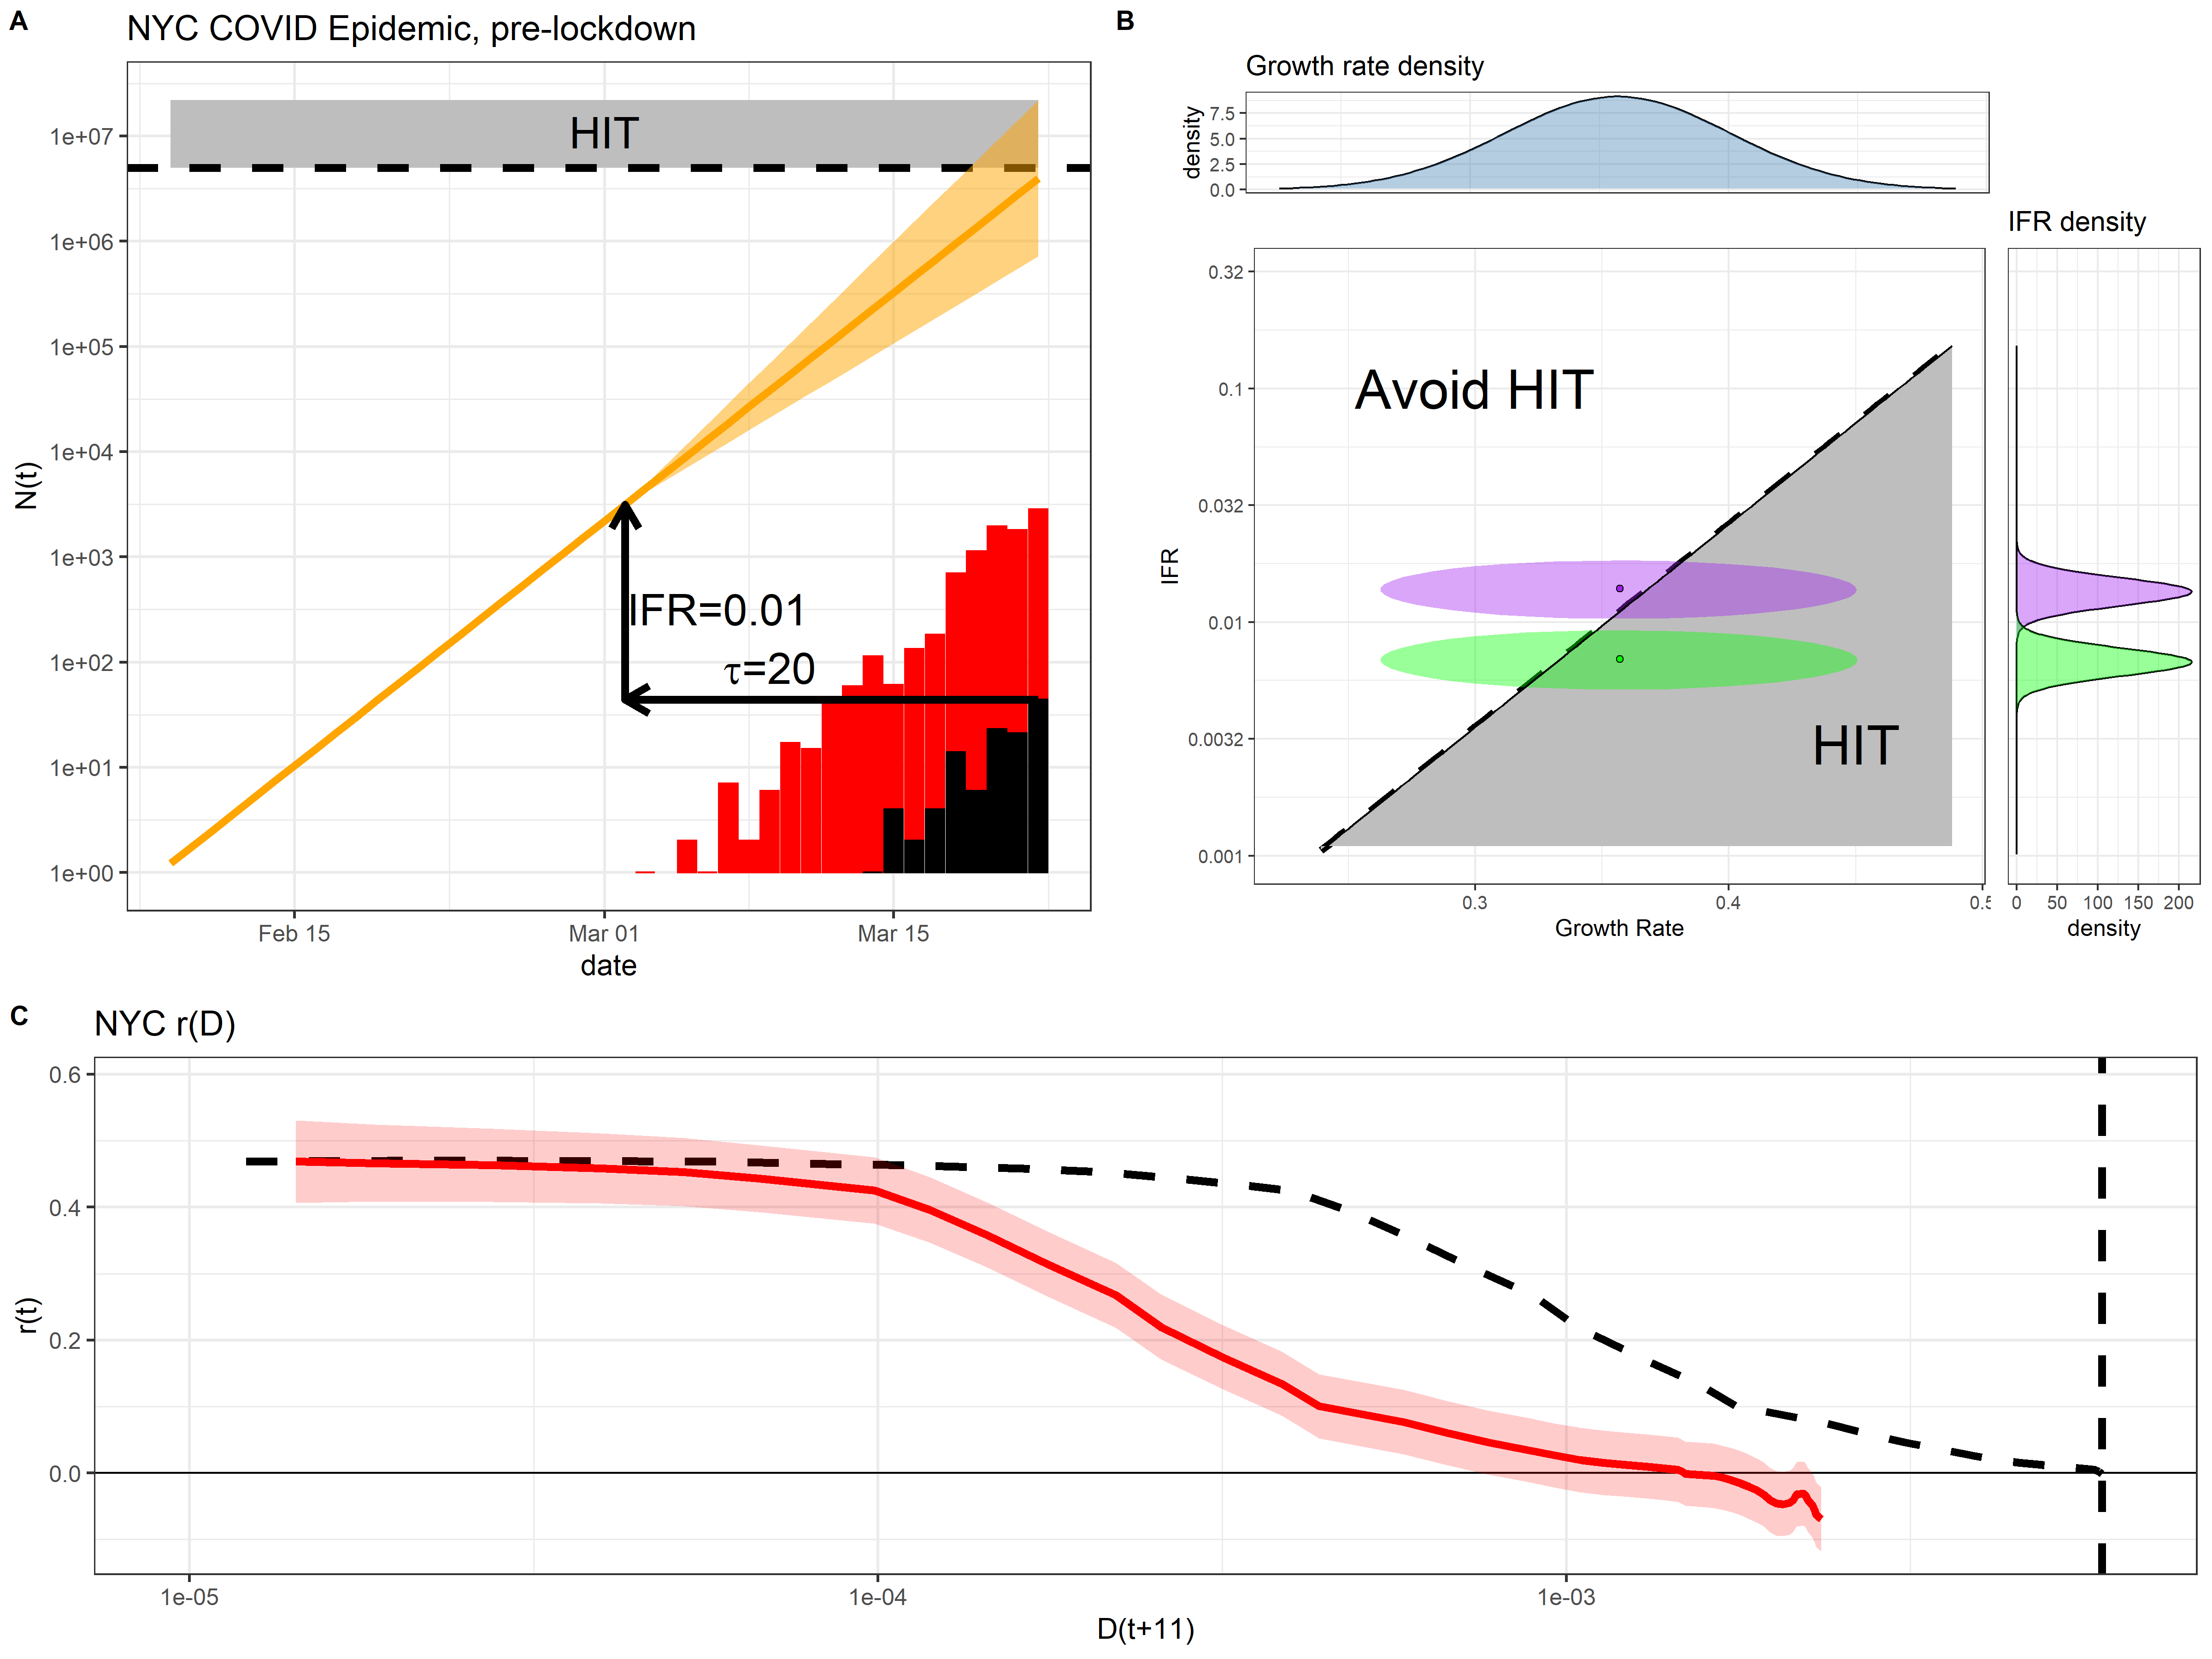 A
NYC COVID Epidemic, pre-lockdown
HIT
1e+07
1e+06
1e+05
1e+04
1e+03
1e+02
1e+01
1e+00
N(t)
IFR=0.01
τ=20
Feb 15
Mar 01
Mar 15
date
B
Growth rate density
density
7.5
5.0
2.5
0.0
IFR density
0.32
0.1
0.032
0.01
0.0032
0.001
IFR
Avoid HIT
HIT
0.3
0.4
Growth Rate
0
50
100
150
200
density
C
NYC r(D)
0.6
0.4
0.2
0.0
r(t)
1e-05
1e-04
1e-03
D(t+11)